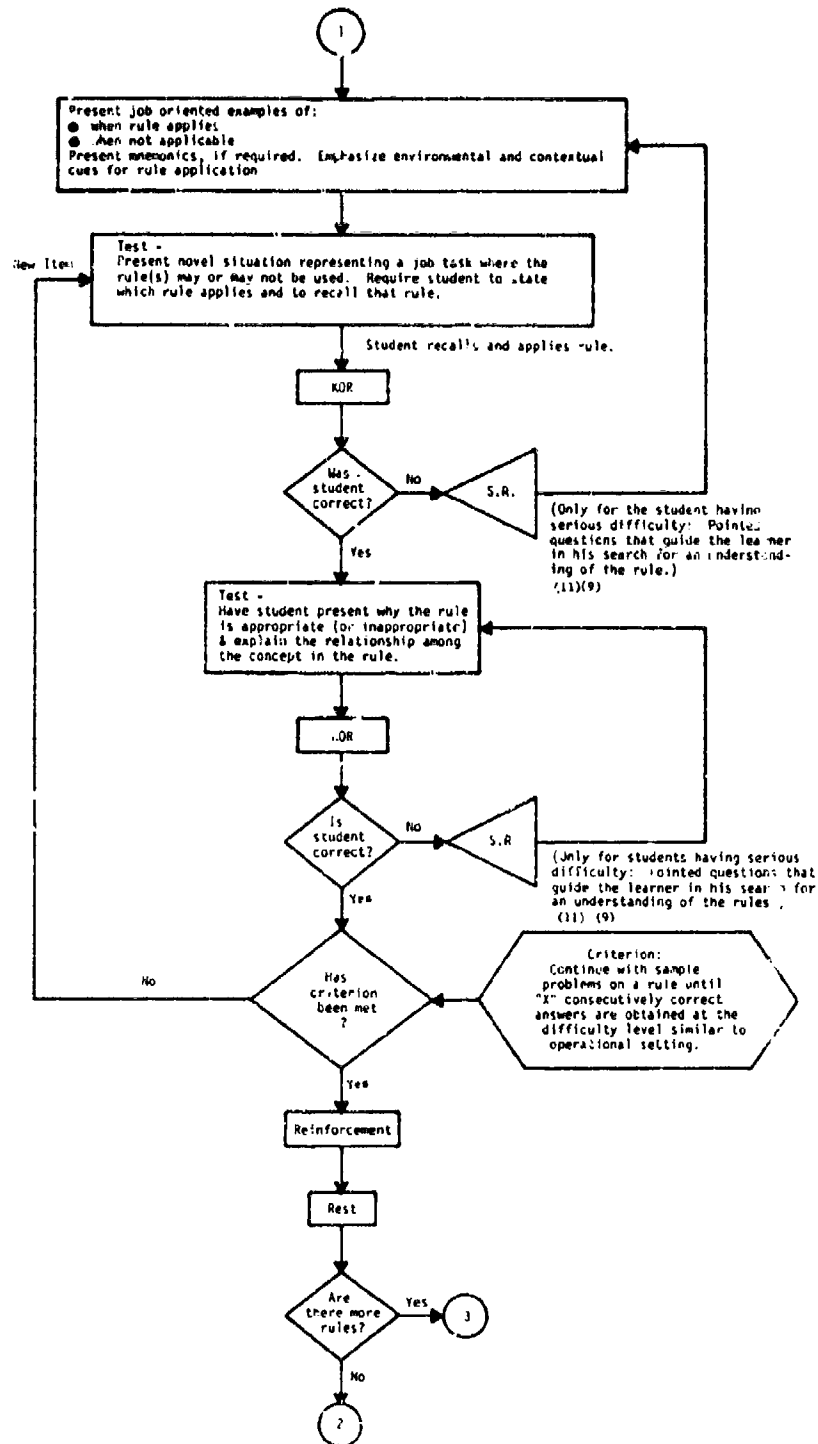 1
Present job oriented examples of:
● when rule applies
● when not applicable
Present mnemonics, if required. Emphasize environmental and contextual
cues for rule application
New Item
Test -
Present novel situation representing a job task where the
rule(s) may or may not be used. Require student to state
which rule applies and to recall that rule.
Student recalls and applies rule.
KOR
Was
student
correct?
No
S.R.
(Only for the student having
serious difficulty: Pointed
questions that guide the learner
in his search for an understand-
ing of the rule.)
(11)(9)
Yes
Test -
Have student present why the rule
is appropriate (or inappropriate)
& explain the relationship among
the concept in the rule.
KOR
Is
student
correct?
No
S.R
(Only for students having serious
difficulty: Pointed questions that
guide the learner in his search for
an understanding of the rules
(11) (9)
Yes
No
Has
criterion
been met
?
Criterion:
Continue with sample
problems on a rule until
"X" consecutively correct
answers are obtained at the
difficulty level similar to
operational setting.
Yes
Reinforcement
Rest
Are
there more
rules?
Yes
3
No
2